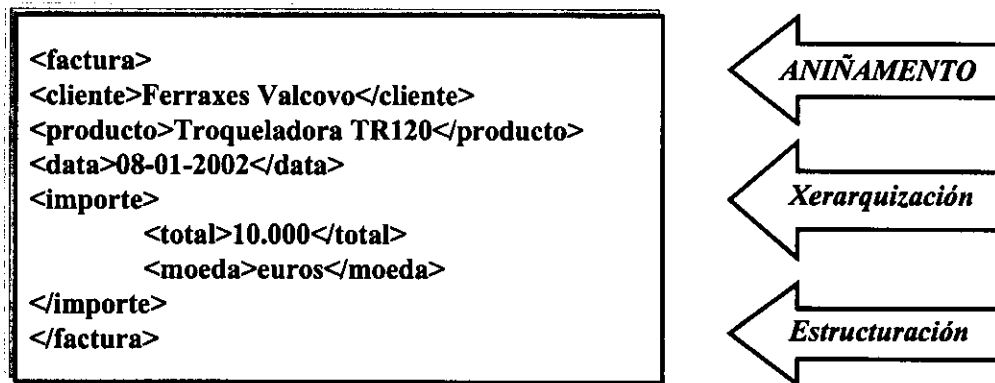 <factura>
<cliente>Ferraxes Valcovo</cliente>
<producto>Troqueladora TR120</producto>
<data>08-01-2002</data>
<importe>
<total>10.000</total>
<moeda>euros</moeda>
</importe>
</factura>
ANIÑAMENTO
Xerarquización
Estructuración